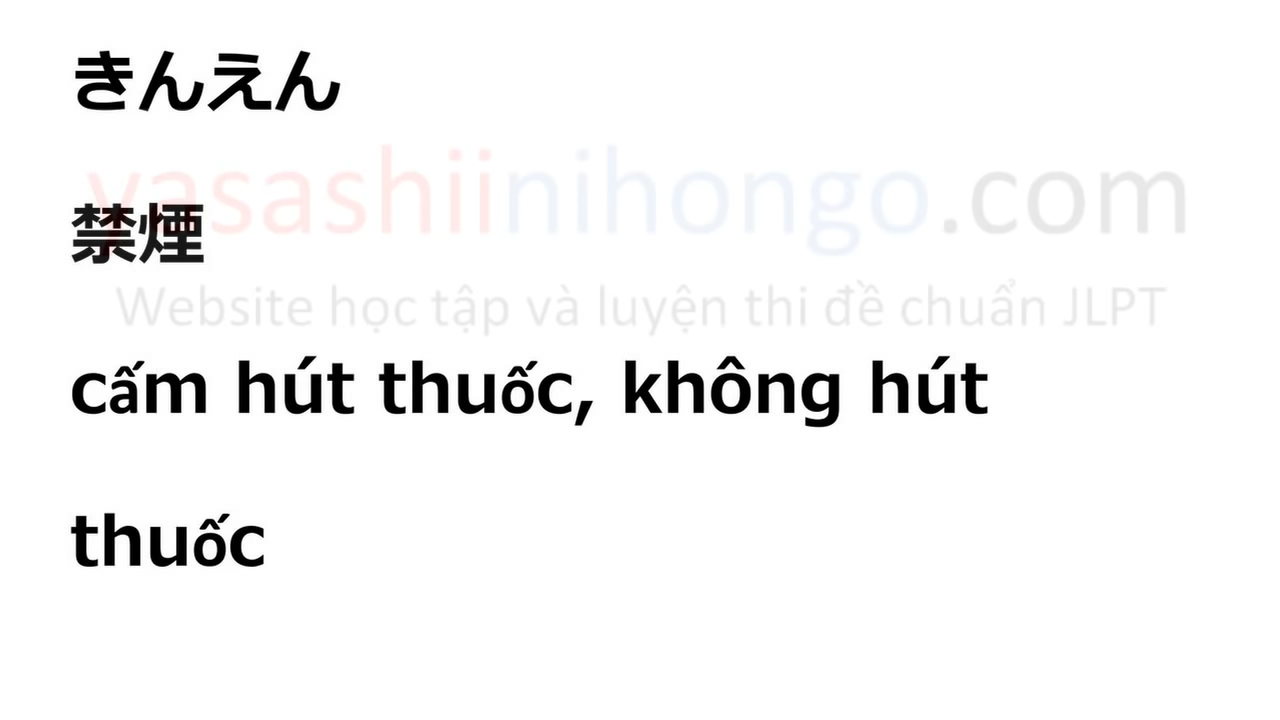 きんえん
yasashiinihongo.com
禁煙
Website học tập và luyện thi đề chuẩn JLPT
cấm hút thuốc, không hút
thuốc